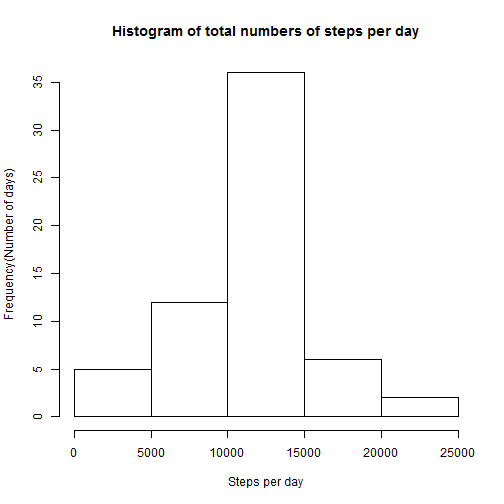 Histogram of total numbers of steps per day
Frequency(Number of days)
35
30
25
20
15
10
5
0
0 5000 10000 15000 20000 25000
Steps per day